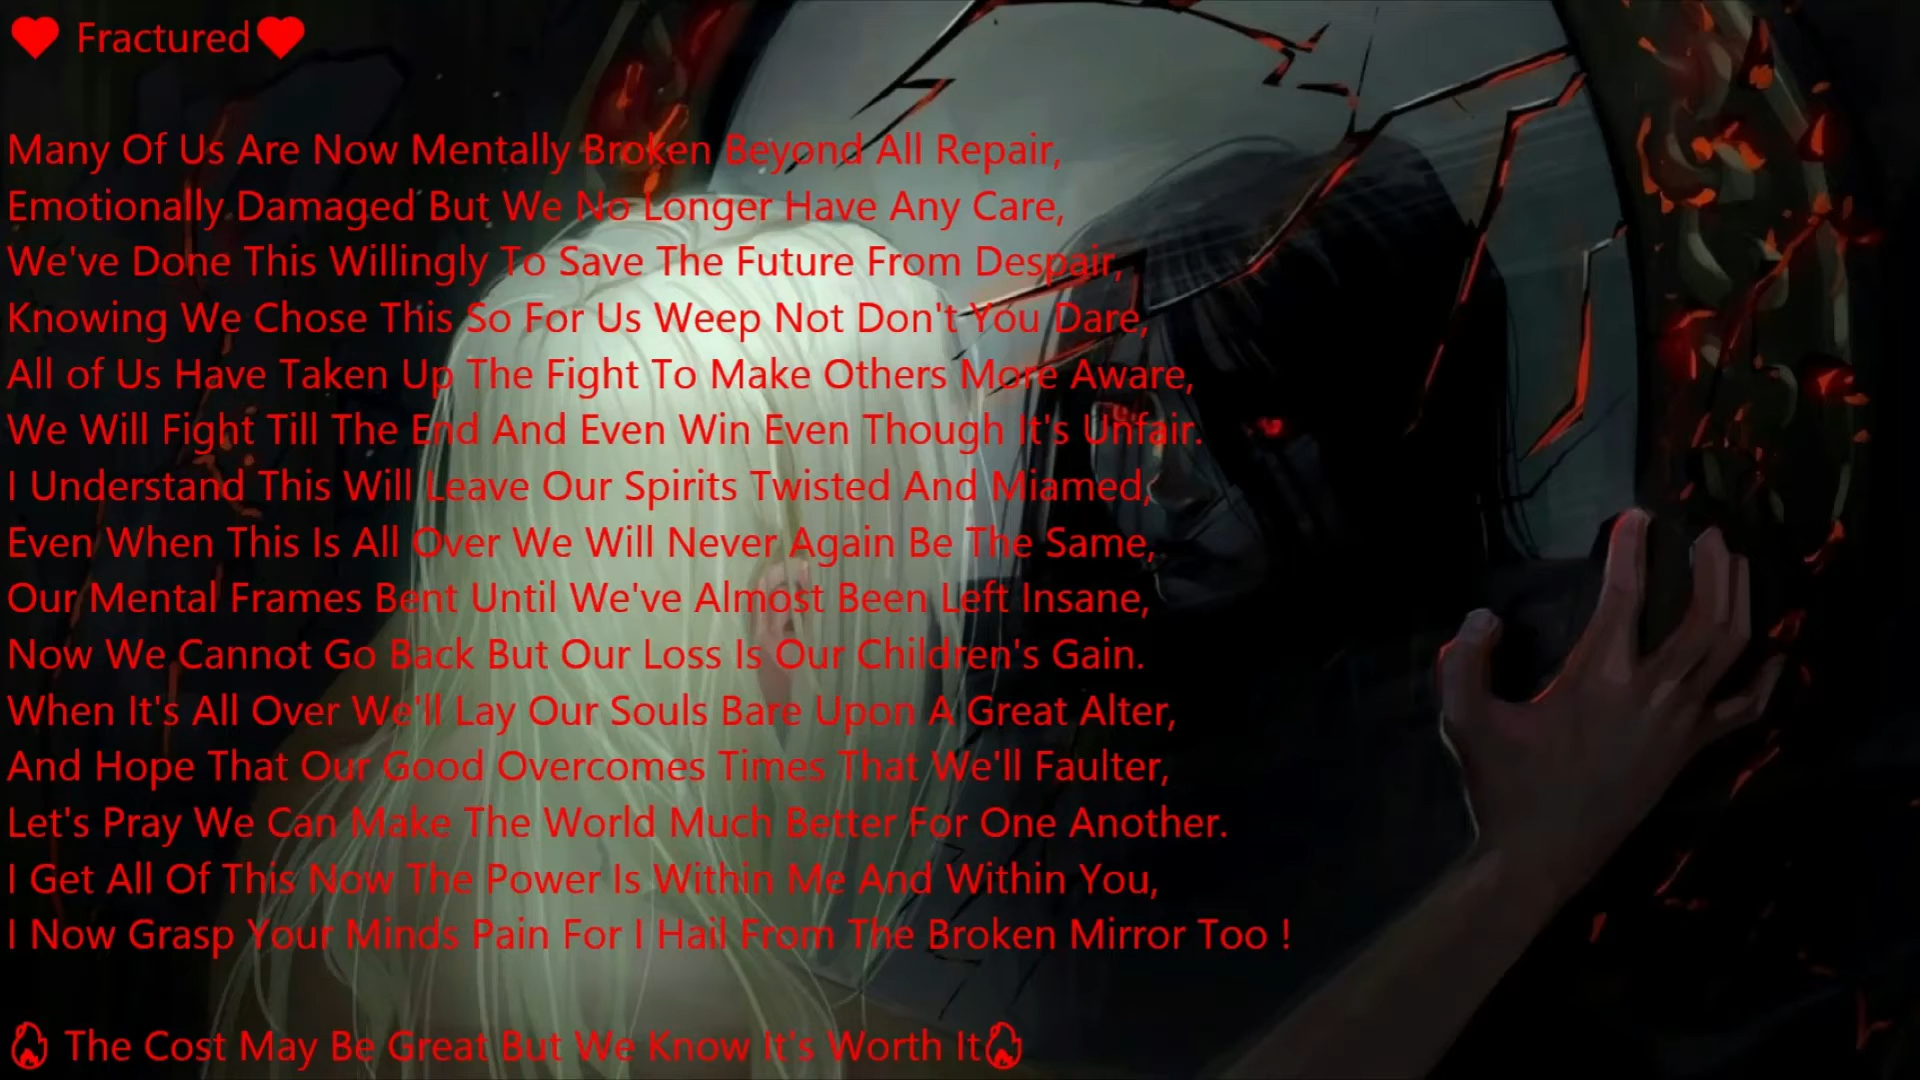 ♥ Fractured♥
Many Of Us Are Now Mentally Broken Beyond All Repair,
Emotionally Damaged But We No Longer Have Any Care,
We've Done This Willingly To Save The Future From Despair,
Knowing We Chose This So For Us Weep Not Don't You Dare,
All of Us Have Taken Up The Fight To Make Others More Aware,
We Will Fight Till The End And Even Win Even Though It's Unfair.
I Understand This Will Leave Our Spirits Twisted And Miamed,
Even When This Is All Over We Will Never Again Be The Same,
Our Mental Frames Bent Until We've Almost Been Left Insane,
Now We Cannot Go Back But Our Loss Is Our Children's Gain.
When It's All Over We'll Lay Our Souls Bare Upon A Great Alter,
And Hope That Our Good Overcomes Times That We'll Faulter,
Let's Pray We Can Make The World Much Better For One Another.
I Get All Of This Now The Power Is Within Me And Within You,
I Now Grasp Your Minds Pain For I Hail From The Broken Mirror Too !
🔥 The Cost May Be Great But We Know It's Worth It🔥